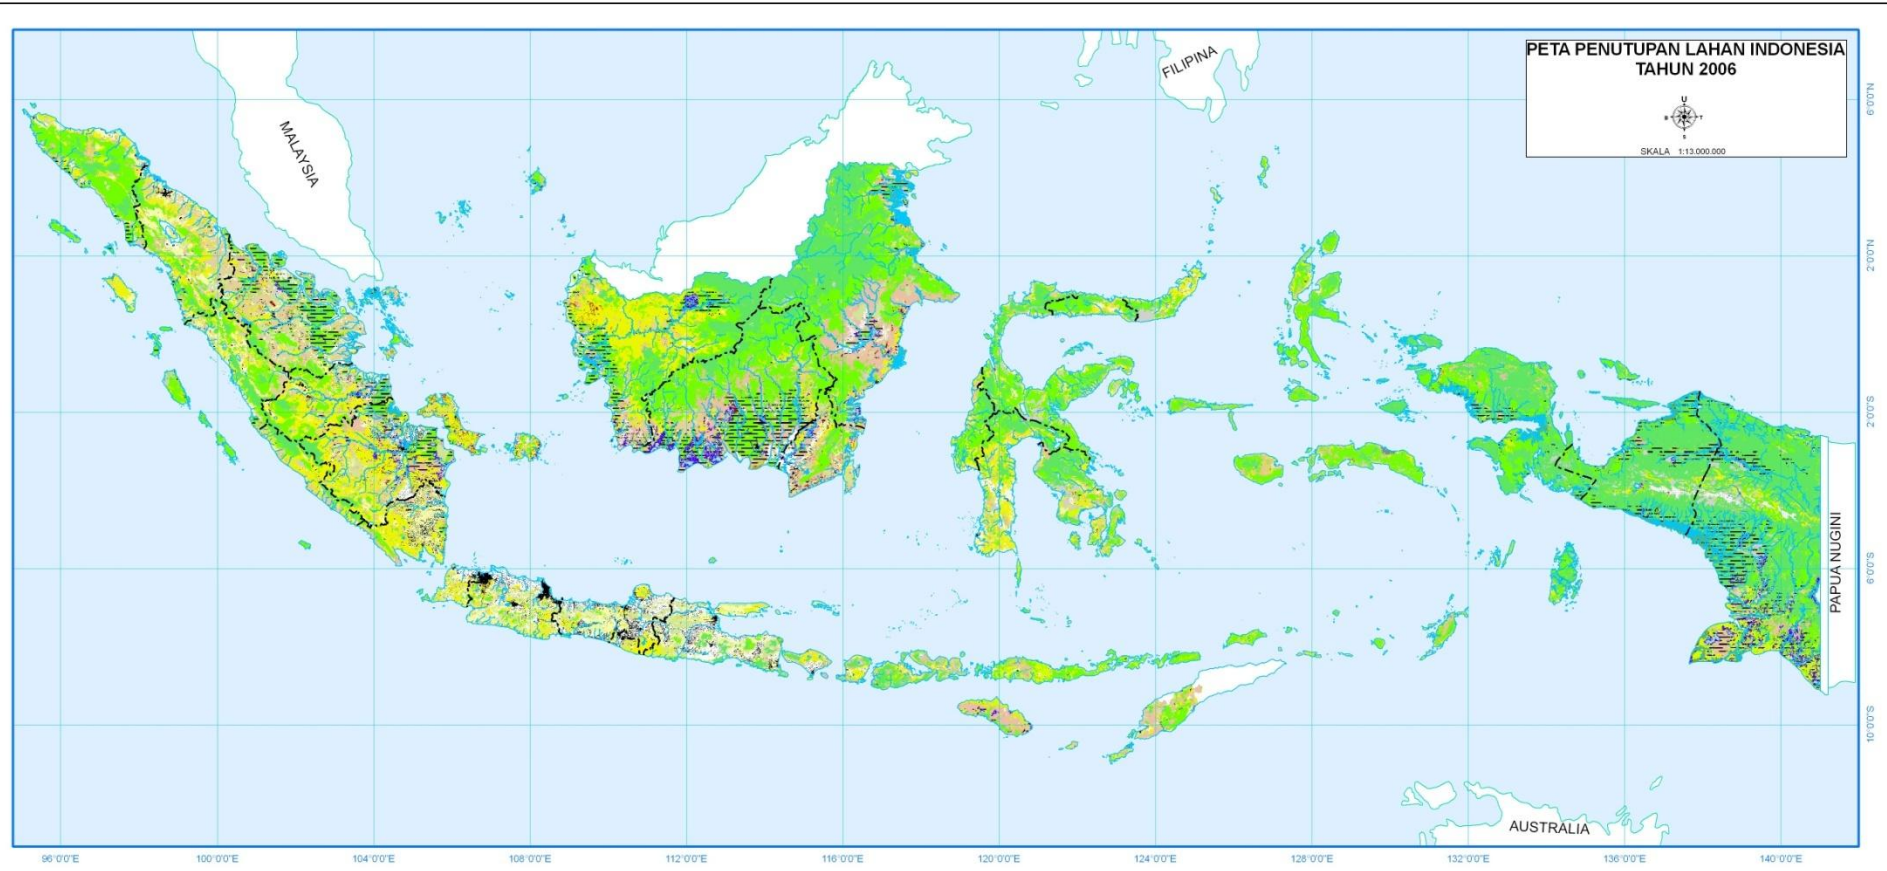 PETA PENUTUPAN LAHAN INDONESIA
TAHUN 2006
U
B T
S
SKALA 1:13.000.000
FILIPINA
MALAYSIA
PAPUA NUGINI
AUSTRALIA
6°0'0"N
2°0'0"N
2°0'0"S
6°0'0"S
10°0'0"S
96°0'0"E 100°0'0"E 104°0'0"E 108°0'0"E 112°0'0"E 116°0'0"E 120°0'0"E 124°0'0"E 128°0'0"E 132°0'0"E 136°0'0"E 140°0'0"E